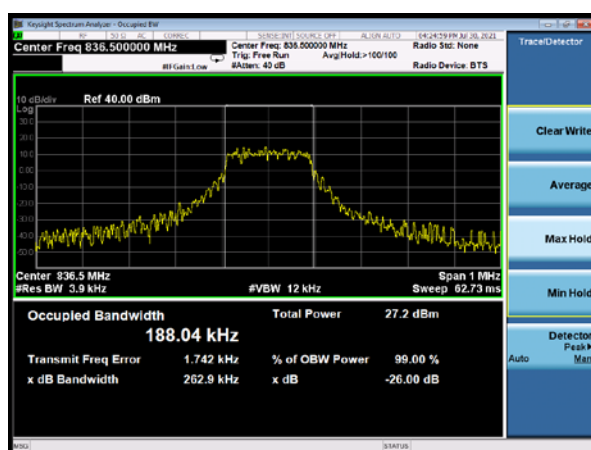 Keysight Spectrum Analyzer - Occupied BW
RF 50 Ω AC CORREC SENSE:INT SOURCE OFF ALIGN AUTO 04:24:59 PM Jul 30, 2021
Center Freq 836.500000 MHz
Center Freq: 836.500000 MHz
Radio Std: None
Trig: Free Run Avg|Hold:>100/100
#IFGain:Low
#Atten: 40 dB
Radio Device: BTS
Trace/Detector
10 dB/div Ref 40.00 dBm
Log
30.0
20.0
10.0
0.00
-10.0
-20.0
-30.0
-40.0
-50.0
Center 836.5 MHz
Span 1 MHz
#Res BW 3.9 kHz
#VBW 12 kHz
Sweep 62.73 ms
Occupied Bandwidth
188.04 kHz
Total Power 27.2 dBm
Transmit Freq Error 1.742 kHz
% of OBW Power 99.00 %
x dB Bandwidth 262.9 kHz
x dB -26.00 dB
Clear Write
Average
Max Hold
Min Hold
Detector
Peak
Auto Man
MSG
STATUS